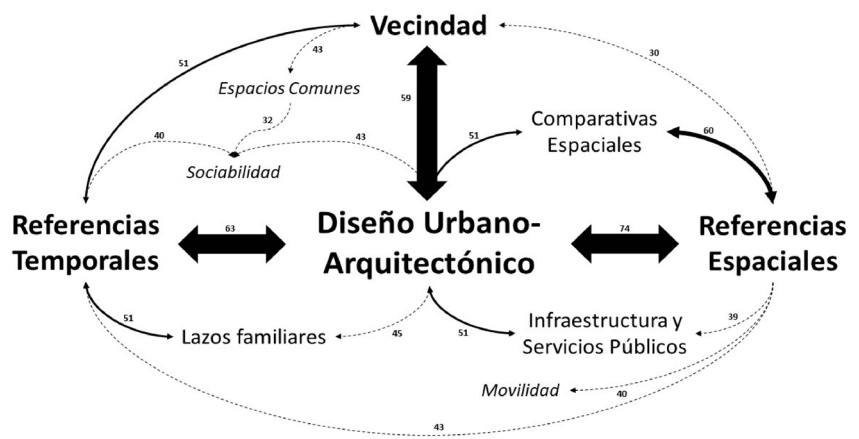 Vecindad
51
43
30
Espacios Comunes
59
32
40
43
51
Comparativas
Espaciales
60
Sociabilidad
Referencias
Temporales
63
Diseño Urbano-
Arquitectónico
74
Referencias
Espaciales
51
Lazos familiares
45
51
Infraestructura y
Servicios Públicos
39
Movilidad
40
43